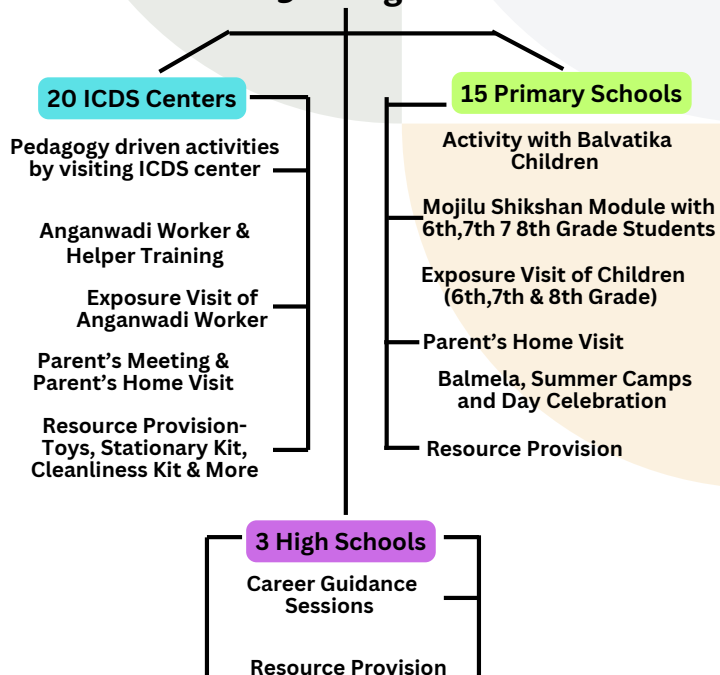 20 ICDS Centers
Pedagogy driven activities
by visiting ICDS center
Anganwadi Worker &
Helper Training
Exposure Visit of
Anganwadi Worker
Parent's Meeting &
Parent's Home Visit
Resource Provision-
Toys, Stationary Kit,
Cleanliness Kit & More
15 Primary Schools
Activity with Balvatika
Children
Mojilu Shikshan Module with
6th,7th 7 8th Grade Students
Exposure Visit of Children
(6th,7th & 8th Grade)
Parent's Home Visit
Balmela, Summer Camps
and Day Celebration
Resource Provision
3 High Schools
Career Guidance
Sessions
Resource Provision